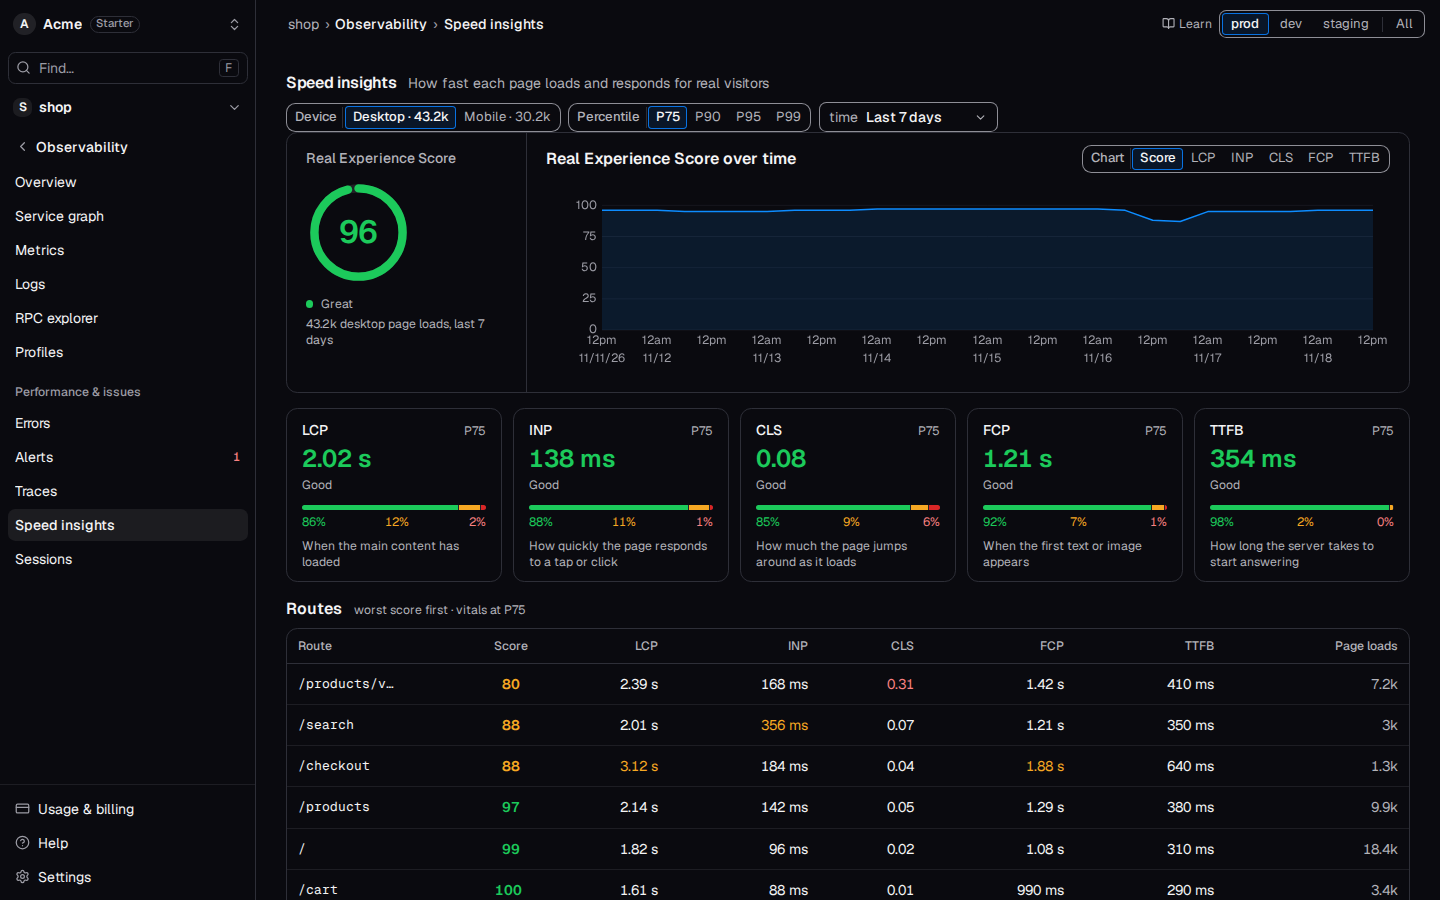 A Acme Starter
Find... F
S shop
Observability
Overview
Service graph
Metrics
Logs
RPC explorer
Profiles
Performance & issues
Errors
Alerts 1
Traces
Speed insights
Sessions
Usage & billing
Help
Settings
shop › Observability › Speed insights
Learn prod dev staging All
Speed insights How fast each page loads and responds for real visitors
Device Desktop · 43.2k Mobile · 30.2k Percentile P75 P90 P95 P99 time Last 7 days
Real Experience Score
96
Great
43.2k desktop page loads, last 7
days
Real Experience Score over time
Chart Score LCP INP CLS FCP TTFB
100
75
50
25
0
12pm 12am 12pm 12am 12pm 12am 12pm 12am 12pm 12am 12pm 12am 12pm 12am 12pm
11/11/26 11/12 11/13 11/14 11/15 11/16 11/17 11/18
LCP P75
2.02 s
Good
86% 12% 2%
When the main content has
loaded
INP P75
138 ms
Good
88% 11% 1%
How quickly the page responds
to a tap or click
CLS P75
0.08
Good
85% 9% 6%
How much the page jumps
around as it loads
FCP P75
1.21 s
Good
92% 7% 1%
When the first text or image
appears
TTFB P75
354 ms
Good
98% 2% 0%
How long the server takes to
start answering
Routes worst score first · vitals at P75
Route Score LCP INP CLS FCP TTFB Page loads
/products/v… 80 2.39 s 168 ms 0.31 1.42 s 410 ms 7.2k
/search 88 2.01 s 356 ms 0.07 1.21 s 350 ms 3k
/checkout 88 3.12 s 184 ms 0.04 1.88 s 640 ms 1.3k
/products 97 2.14 s 142 ms 0.05 1.29 s 380 ms 9.9k
/ 99 1.82 s 96 ms 0.02 1.08 s 310 ms 18.4k
/cart 100 1.61 s 88 ms 0.01 990 ms 290 ms 3.4k